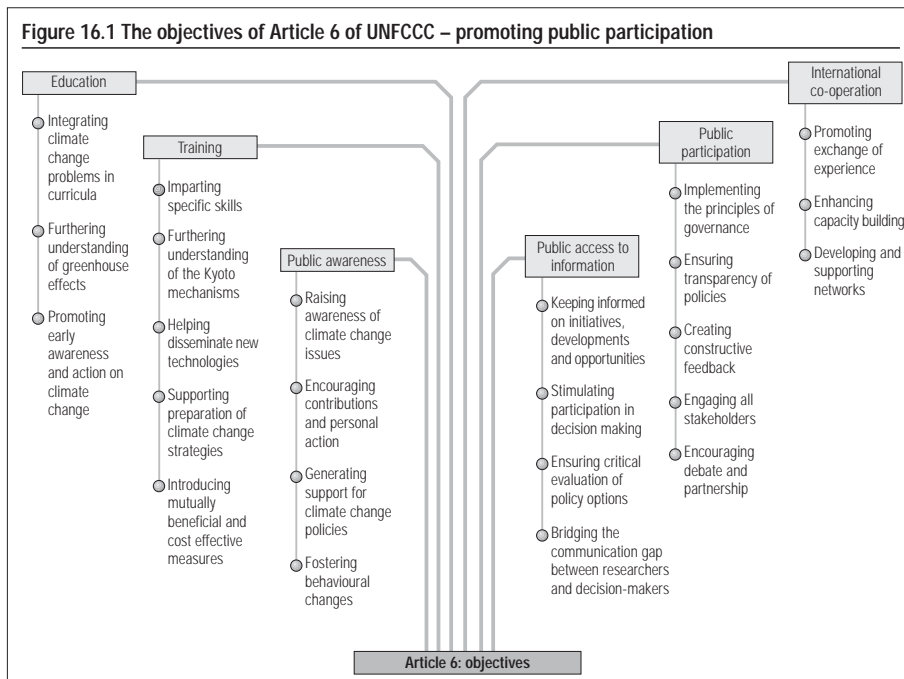 Figure 16.1 The objectives of Article 6 of UNFCCC – promoting public participation
Education
Integrating
climate
change
problems in
curricula
Furthering
understanding
of greenhouse
effects
Promoting
early
awareness
and action on
climate
change
Training
Imparting
specific skills
Furthering
understanding
of the Kyoto
mechanisms
Helping
disseminate new
technologies
Supporting
preparation of
climate change
strategies
Introducing
mutually
beneficial and
cost effective
measures
Public awareness
Raising
awareness of
climate change
issues
Encouraging
contributions
and personal
action
Generating
support for
climate change
policies
Fostering
behavioural
changes
Public access to
information
Keeping informed
on initiatives,
developments
and opportunities
Stimulating
participation in
decision making
Ensuring critical
evaluation of
policy options
Bridging the
communication gap
between researchers
and decision-makers
Public
participation
Implementing
the principles of
governance
Ensuring
transparency of
policies
Creating
constructive
feedback
Engaging all
stakeholders
Encouraging
debate and
partnership
International
co-operation
Promoting
exchange of
experience
Enhancing
capacity building
Developing and
supporting
networks
Article 6: objectives